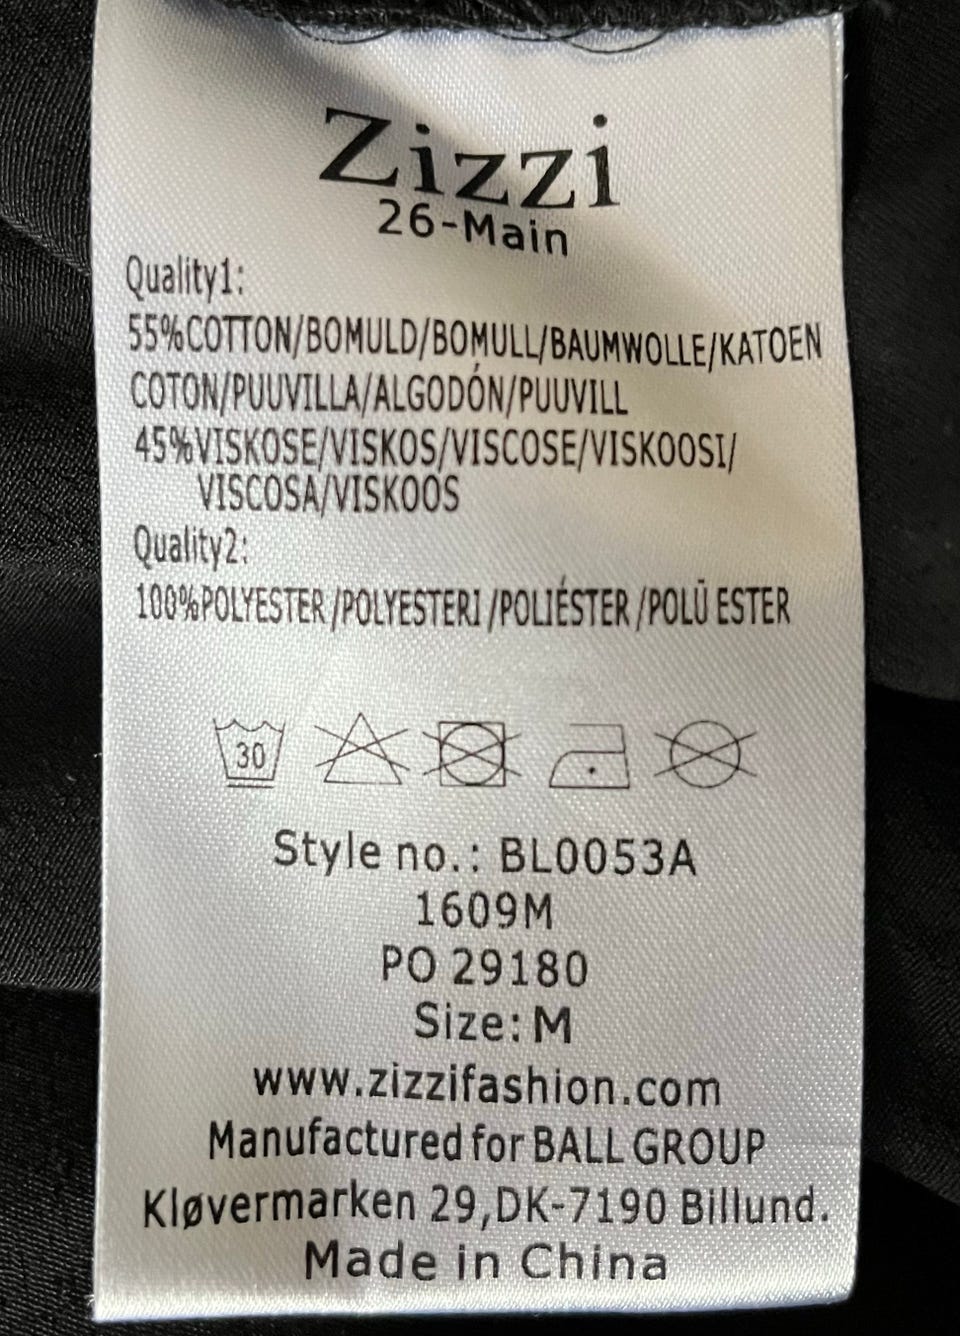 Zizzi
26-Main
Quality1:
55%COTTON/BOMULD/BOMULL/BAUMWOLLE/KATOEN
COTON/PUUVILLA/ALGODÓN/PUUVILL
45%VISKOSE/VISKOS/VISCOSE/VISKOOSI/
VISCOSA/VISKOOS
Quality2:
100%POLYESTER /POLYESTERI /POLIÉSTER /POLÜ ESTER
30
Style no.: BL0053A
1609M
PO 29180
Size: M
www.zizzifashion.com
Manufactured for BALL GROUP
Kløvermarken 29,DK-7190 Billund.
Made in China